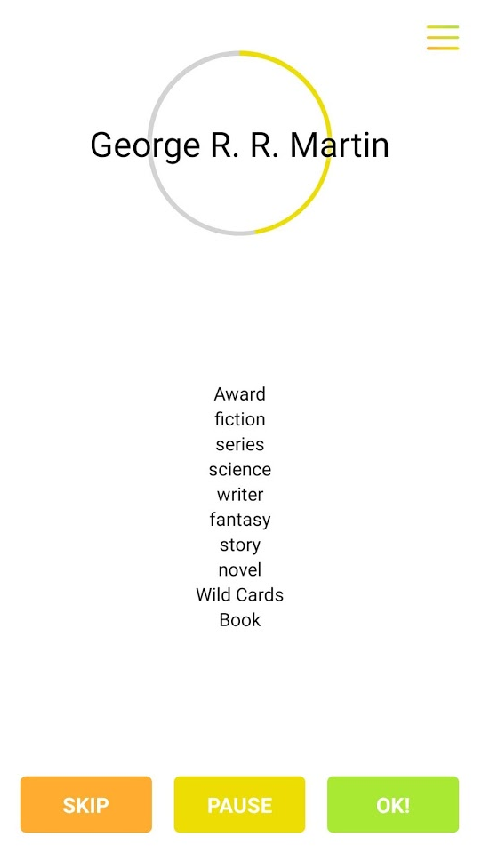 George R. R. Martin
Award
fiction
series
science
writer
fantasy
story
novel
Wild Cards
Book
SKIP
PAUSE
OK!